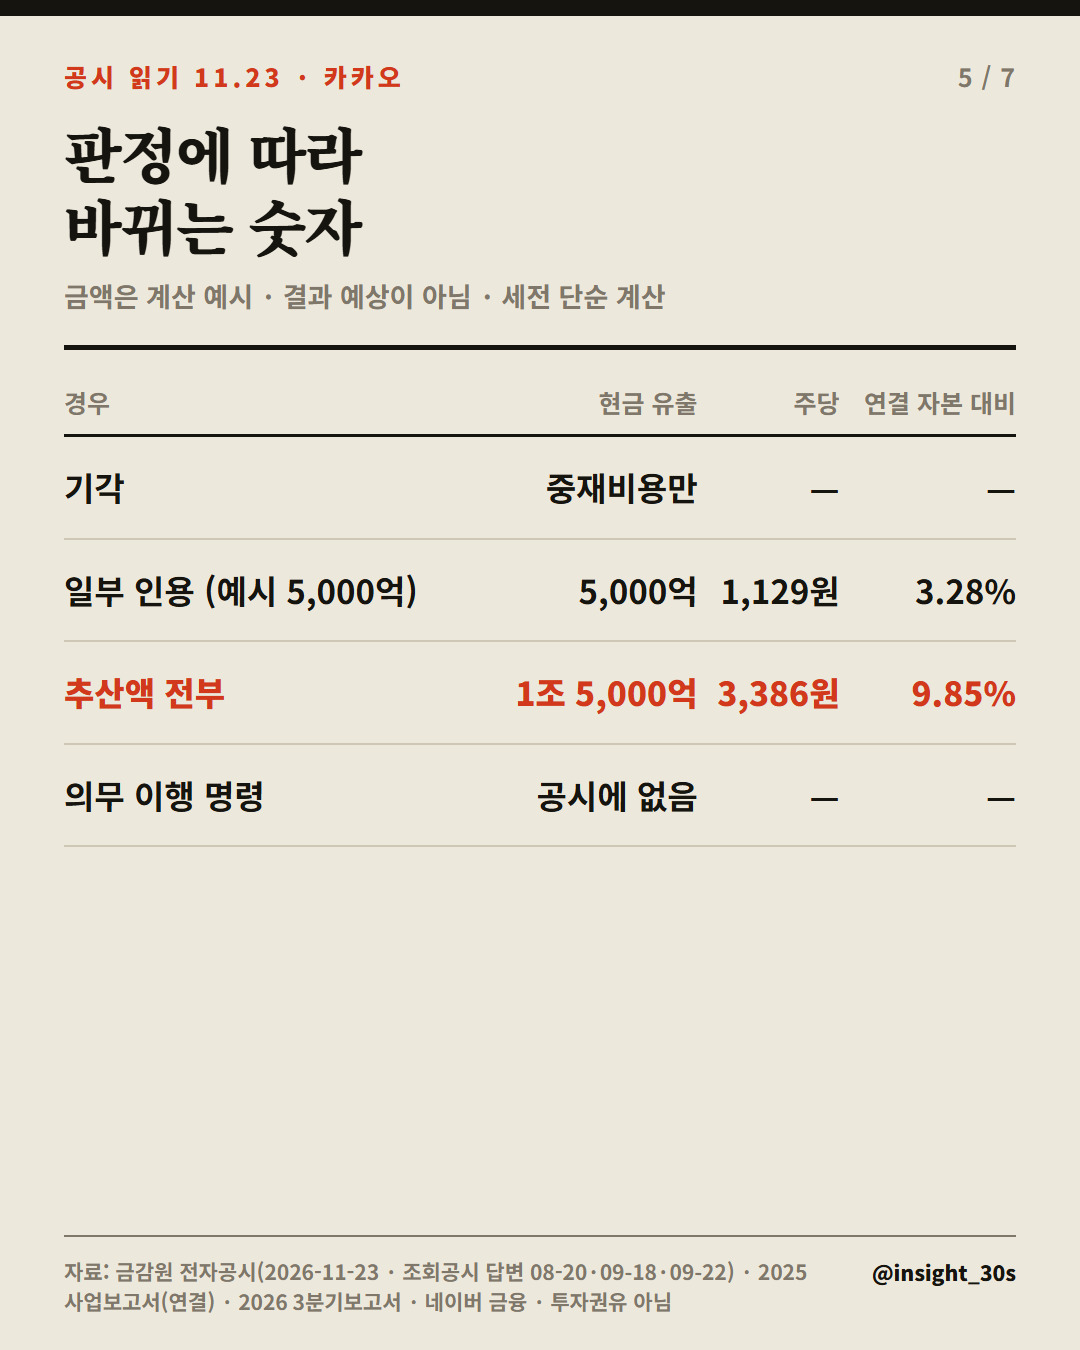 공시 읽기 11.23 · 카카오
5 / 7
판정에 따라
바뀌는 숫자
금액은 계산 예시 · 결과 예상이 아님 · 세전 단순 계산
경우 현금 유출 주당 연결 자본 대비
기각 중재비용만 — —
일부 인용 (예시 5,000억) 5,000억 1,129원 3.28%
추산액 전부 1조 5,000억 3,386원 9.85%
의무 이행 명령 공시에 없음 — —
자료: 금감원 전자공시(2026-11-23 · 조회공시 답변 08-20·09-18·09-22) · 2025
사업보고서(연결) · 2026 3분기보고서 · 네이버 금융 · 투자권유 아님
@insight_30s